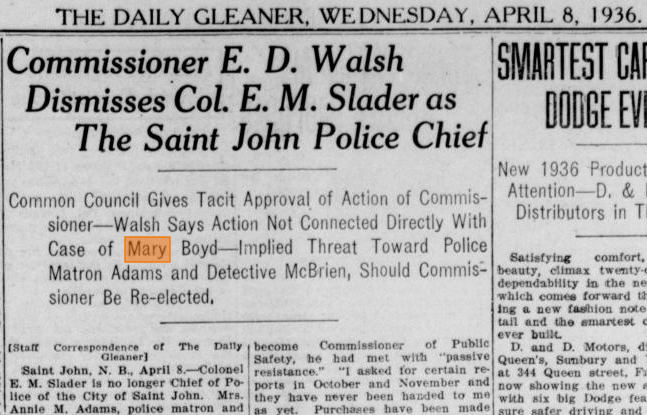 THE DAILY GLEANER, WEDNESDAY, APRIL 8, 1936.
Commissioner E. D. Walsh
Dismisses Col. E. M. Slader as
The Saint John Police Chief
Common Council Gives Tacit Approval of Action of Commis-
sioner—Walsh Says Action Not Connected Directly With
Case of Mary Boyd—Implied Threat Toward Police
Matron Adams and Detective McBrien, Should Commis-
sioner Be Re-elected.
[Staff Correspondence of The Daily
Gleaner]
Saint John, N. B., April 8.—Colonel
E. M. Slader is no longer Chief of Po-
lice of the City of Saint John. Mrs.
Annie M. Adams, police matron and
become Commissioner of Public
Safety, he had met with "passive
resistance." "I asked for certain re-
ports in October and November and
they have never been handed to me
as yet. Purchases have been made
SMARTEST CA
DODGE EV
New 1936 Product
Attention—D. &
Distributors in T
Satisfying comfort,
beauty, climax twenty-
dependability in the ne
which comes forward t
ing a new fashion note
tail and the smartest c
ever built.
D. and D. Motors, d
Queen's, Sunbury and
at 344 Queen street, F
now showing the new
with six big Dodge fea
sure safer driving and